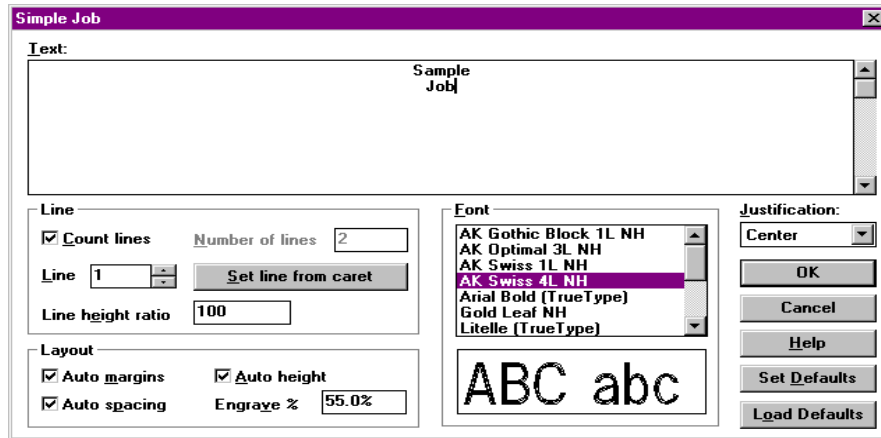 Simple Job
Text:
Sample
Job
Line
Count lines
Number of lines 2
Line 1 Set line from caret
Line height ratio 100
Layout
Auto margins Auto height
Auto spacing Engrave % 55.0%
Font
AK Gothic Block 1L NH
AK Optimal 3L NH
AK Swiss 1L NH
AK Swiss 4L NH
Arial Bold (TrueType)
Gold Leaf NH
Litelle (TrueType)
ABC abc
Justification:
Center
OK
Cancel
Help
Set Defaults
Load Defaults